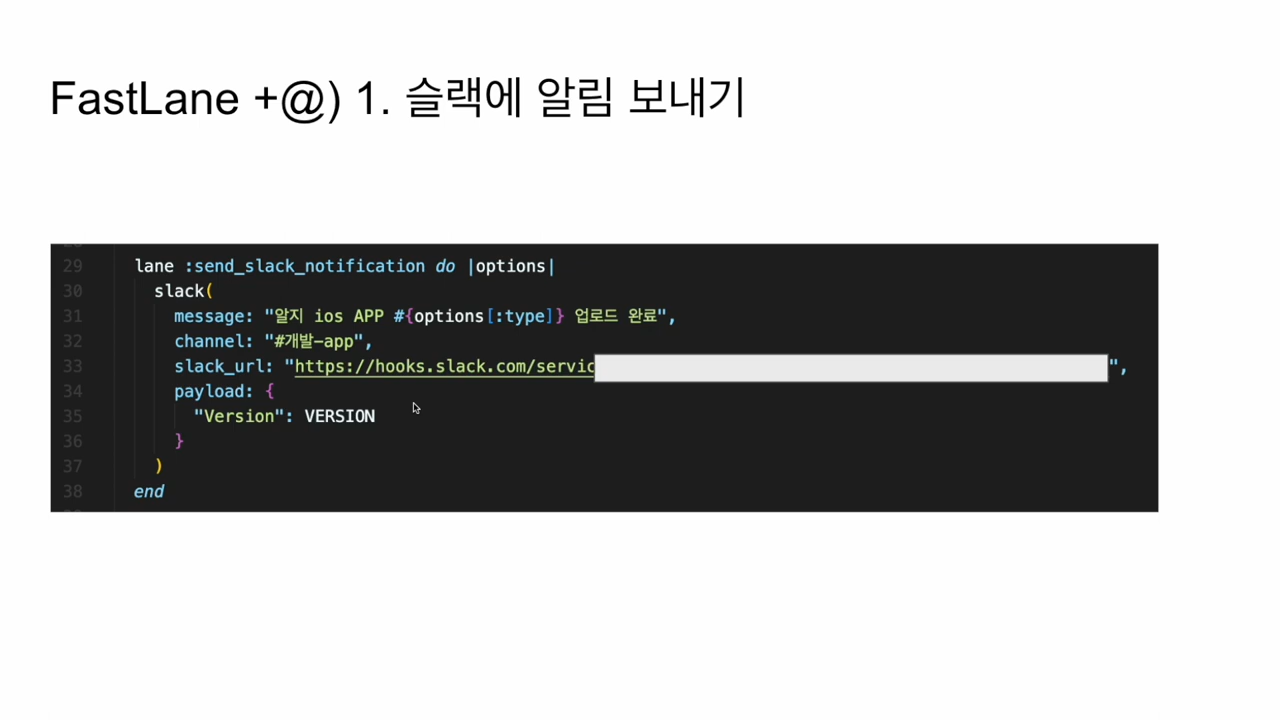 FastLane +@) 1. 슬랙에 알림 보내기
29 lane :send_slack_notification do |options|
30 slack(
31 message: "알지 ios APP #{options[:type]} 업로드 완료",
32 channel: "#개발-app",
33 slack_url: "https://hooks.slack.com/servic",
34 payload: {
35 "Version": VERSION
36 }
37 )
38 end